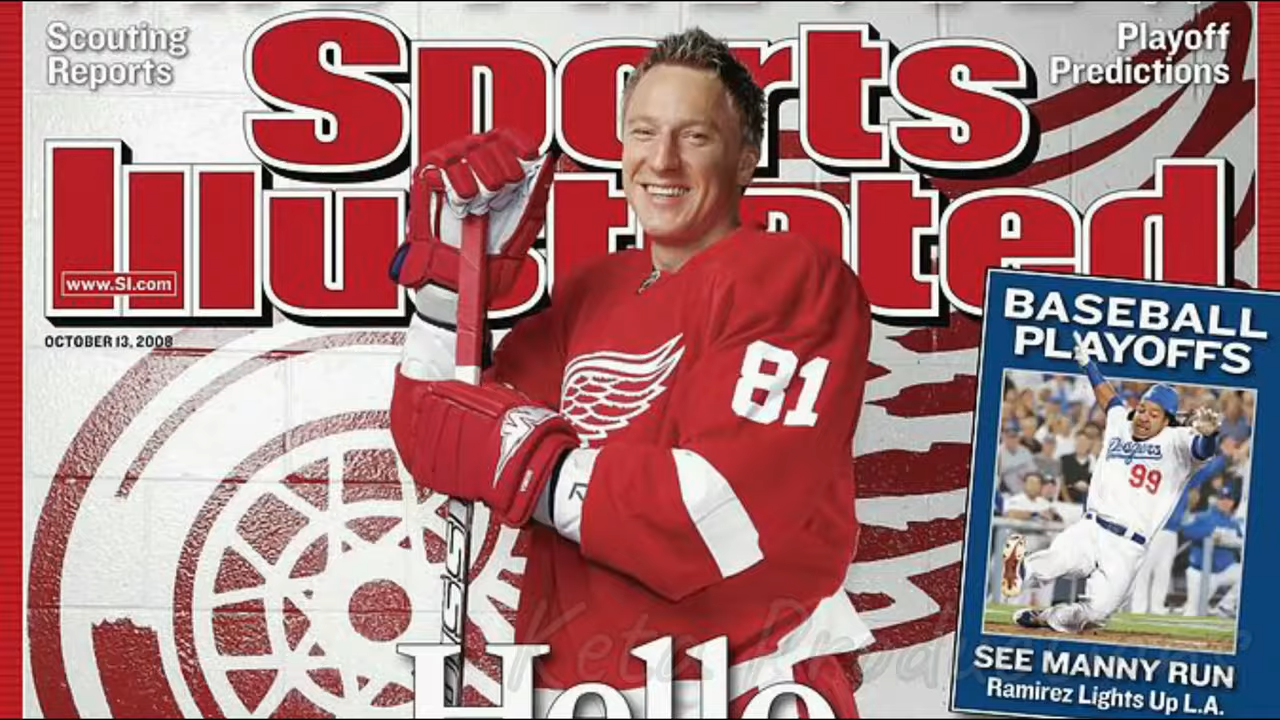 Scouting
Reports
Playoff
Predictions
Sports
Illustrated
www.SI.com
OCTOBER 13, 2008
81
BASEBALL
PLAYOFFS
Dodgers
99
SEE MANNY RUN
Ramirez Lights Up L.A.
Hello